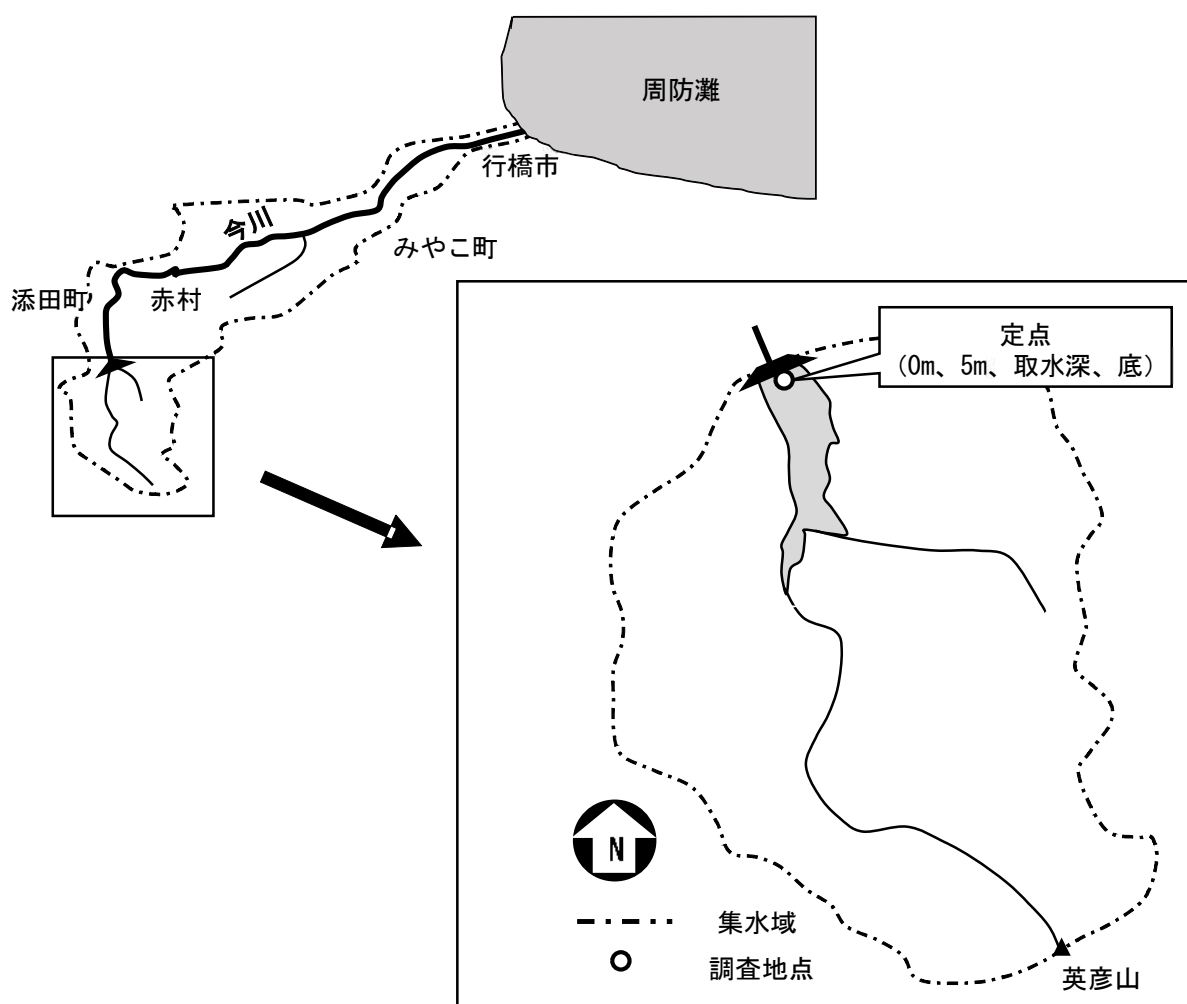 周防灘
行橋市
今川
みやこ町
添田町
赤村
定点
(0m、5m、取水深、底)
N
集水域
調査地点
英彦山